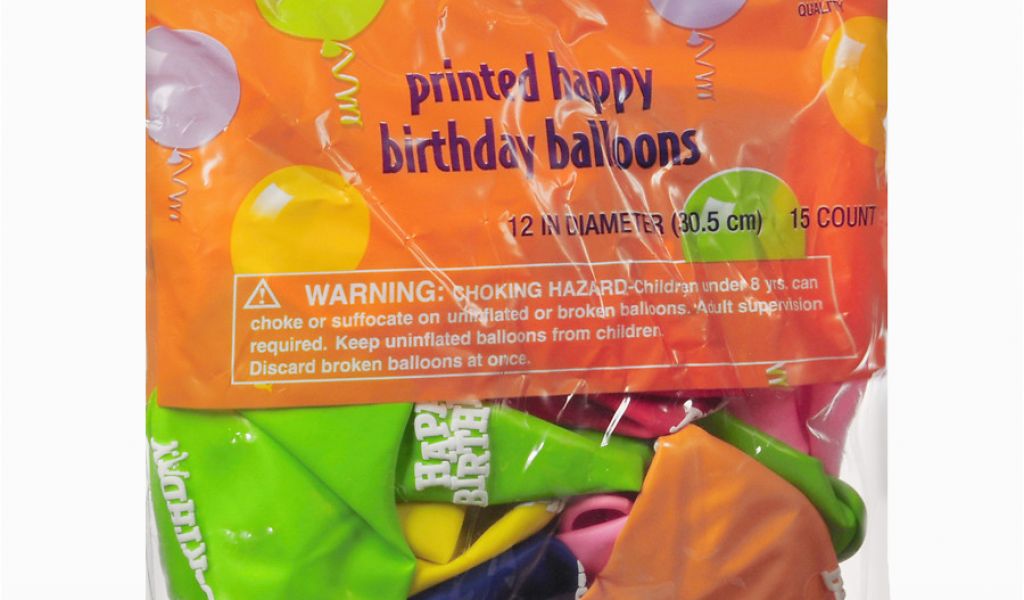 QUALITY
printed happy
birthday balloons
12 IN DIAMETER (30.5 cm) 15 COUNT
WARNING: CHOKING HAZARD-Children under 8 yrs. can
choke or suffocate on uninflated or broken balloons. Adult supervision
required. Keep uninflated balloons from children.
Discard broken balloons at once.
HAPPY
BIRTH